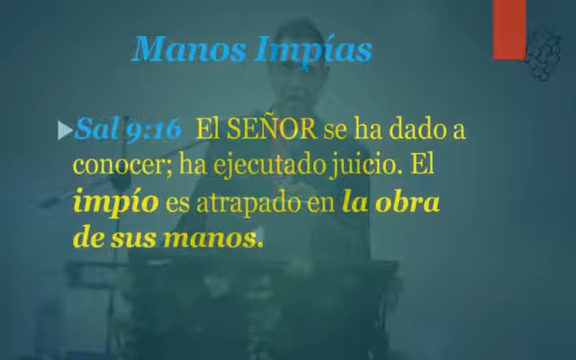 Manos Impías
Sal 9:16 El SEÑOR se ha dado a
conocer; ha ejecutado juicio. El
impío es atrapado en la obra
de sus manos.